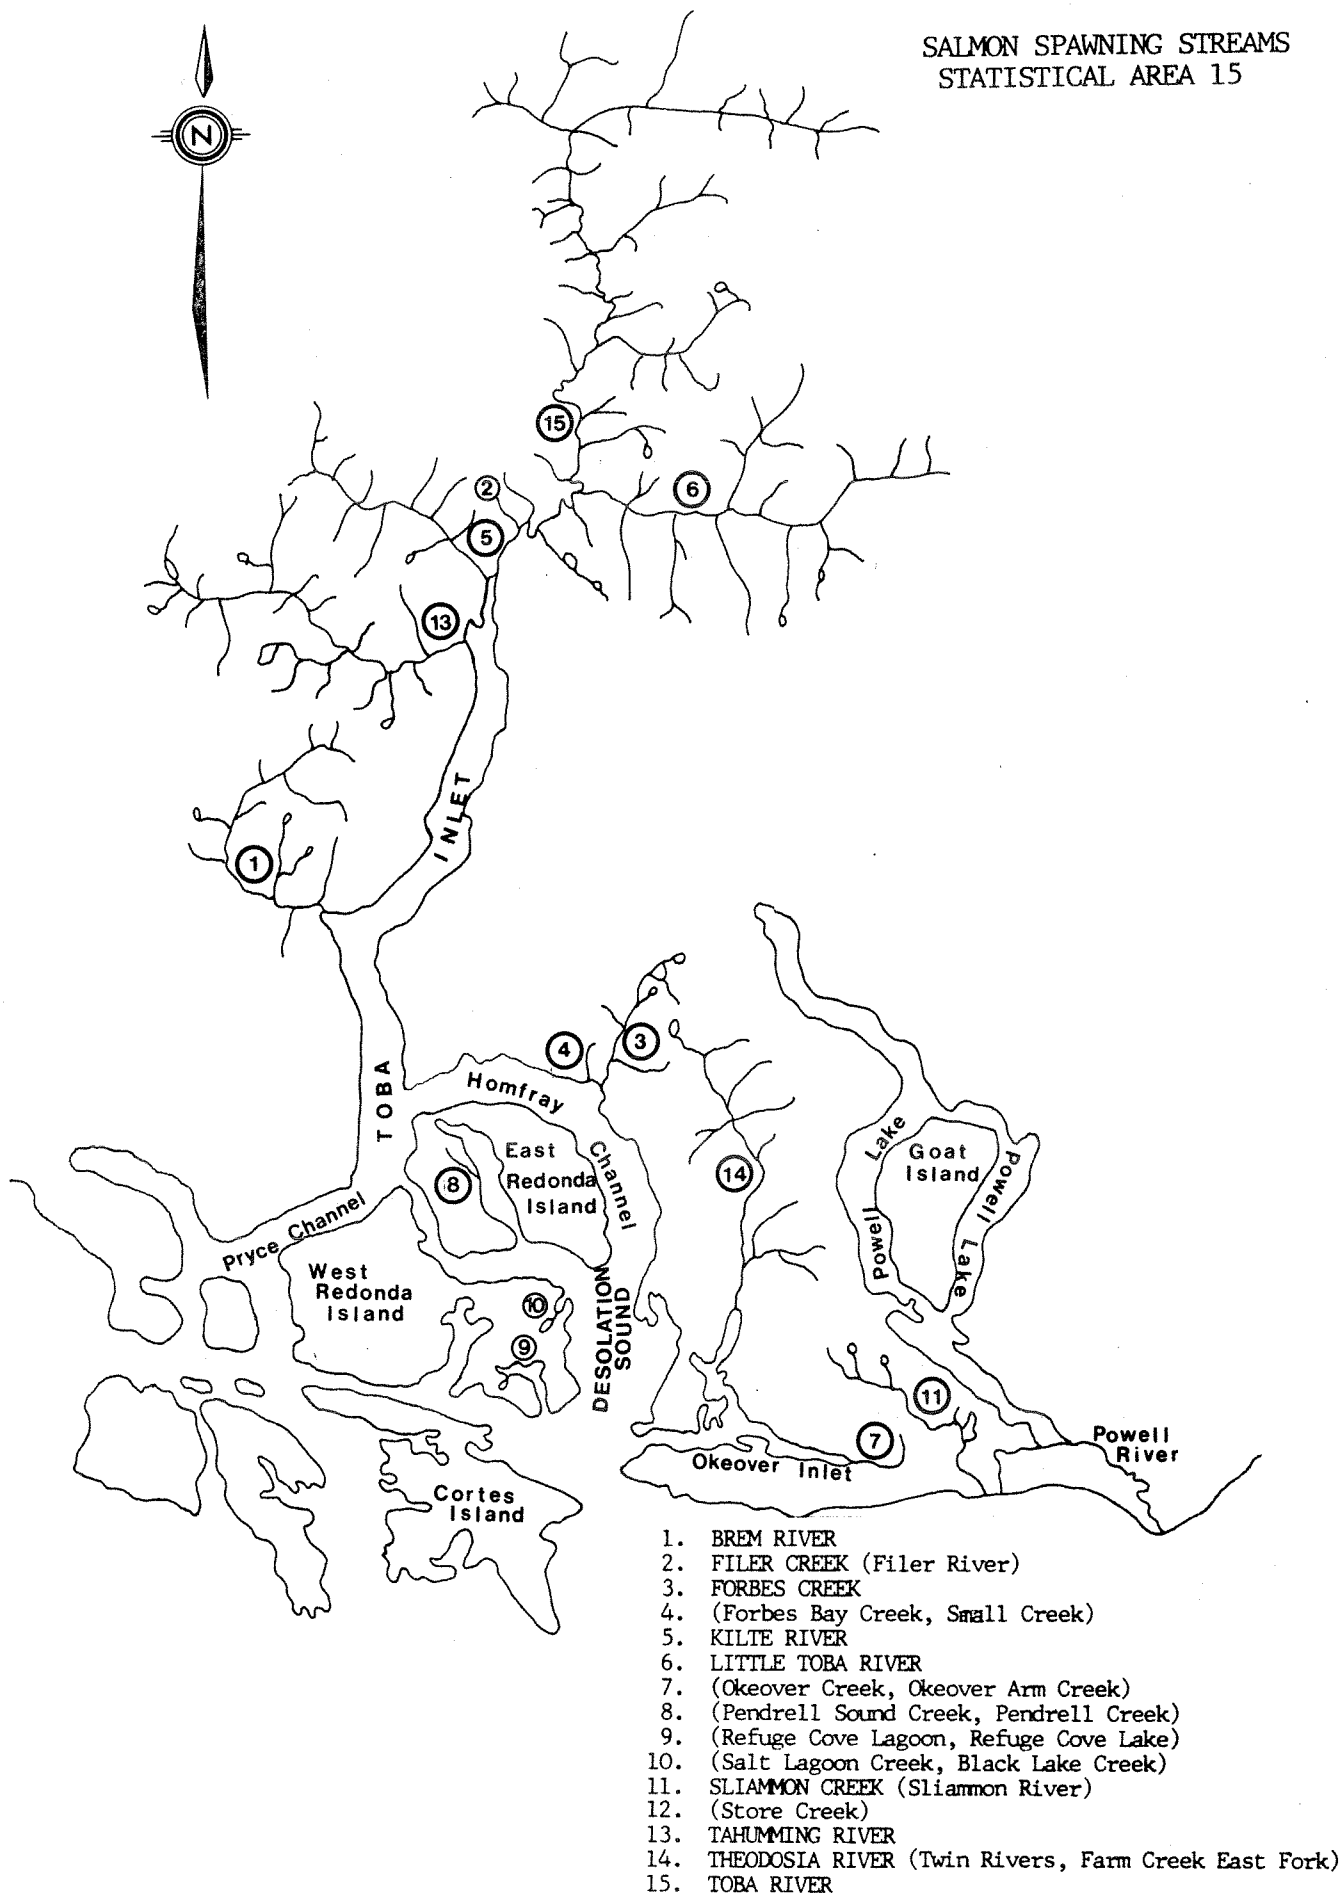 SALMON SPAWNING STREAMS
STATISTICAL AREA 15
N
15
2
6
5
13
INLET
1
3
4
TOBA
Homfray
Channel
East
Redonda
Island
8
14
Lake
Powell
Goat
Island
Powell Lake
Pryce Channel
West
Redonda
Island
10
9
DESOLATION
SOUND
11
7
Powell
River
Okeover Inlet
Cortes
Island
1. BREM RIVER
2. FILER CREEK (Filer River)
3. FORBES CREEK
4. (Forbes Bay Creek, Small Creek)
5. KILTE RIVER
6. LITTLE TOBA RIVER
7. (Okeover Creek, Okeover Arm Creek)
8. (Pendrell Sound Creek, Pendrell Creek)
9. (Refuge Cove Lagoon, Refuge Cove Lake)
10. (Salt Lagoon Creek, Black Lake Creek)
11. SLIAMMON CREEK (Sliammon River)
12. (Store Creek)
13. TAHUMMING RIVER
14. THEODOSIA RIVER (Twin Rivers, Farm Creek East Fork)
15. TOBA RIVER